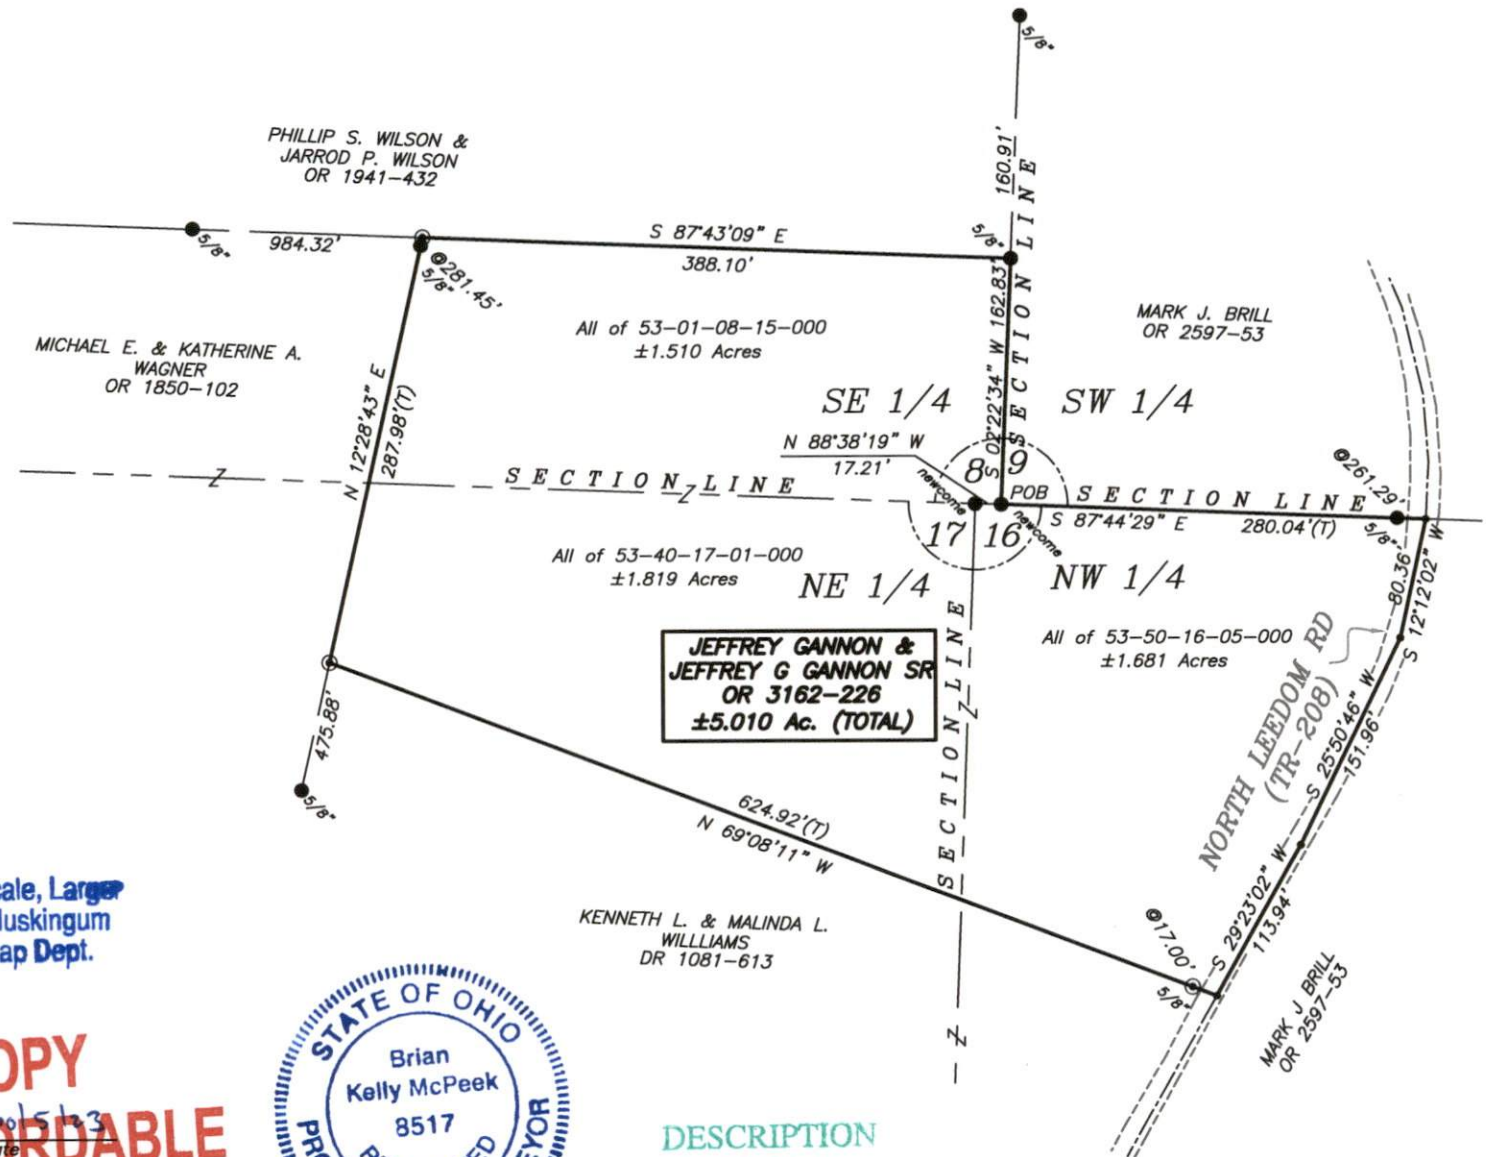 5/8"
PHILLIP S. WILSON &
JARROD P. WILSON
OR 1941-432
160.91'
SECTION LINE
5/8"
984.32'
S 87°43'09" E
388.10'
5/8"
@281.45'
5/8"
S 02°22'34" W 162.83'
All of 53-01-08-15-000
±1.510 Acres
MARK J. BRILL
OR 2597-53
MICHAEL E. & KATHERINE A.
WAGNER
OR 1850-102
N 12°28'43" E
287.98'(T)
SE 1/4
SW 1/4
N 88°38'19" W
17.21'
8
9
newcome
POB
newcome
17
16
Z
SECTION LINE
Z
SECTION LINE
S 87°44'29" E
280.04'(T)
@261.29'
5/8"
80.36'
S 12°12'02" W
All of 53-40-17-01-000
±1.819 Acres
NE 1/4
NW 1/4
All of 53-50-16-05-000
±1.681 Acres
JEFFREY GANNON &
JEFFREY G GANNON SR
OR 3162-226
±5.010 Ac. (TOTAL)
SECTION LINE
Z
NORTH LEEDOM RD
(TR-208)
S 25°50'46" W
151.96'
475.88'
5/8"
624.92'(T)
N 69°08'11" W
S 29°23'02" W
113.94'
@17.00'
5/8"
KENNETH L. & MALINDA L.
WILLLIAMS
DR 1081-613
MARK J BRILL
OR 2597-53
Z
ale, Larger
luskingum
ap Dept.
OPY
ORDABLE
STATE OF OHIO
Brian
Kelly McPeek
8517
DESCRIPTION